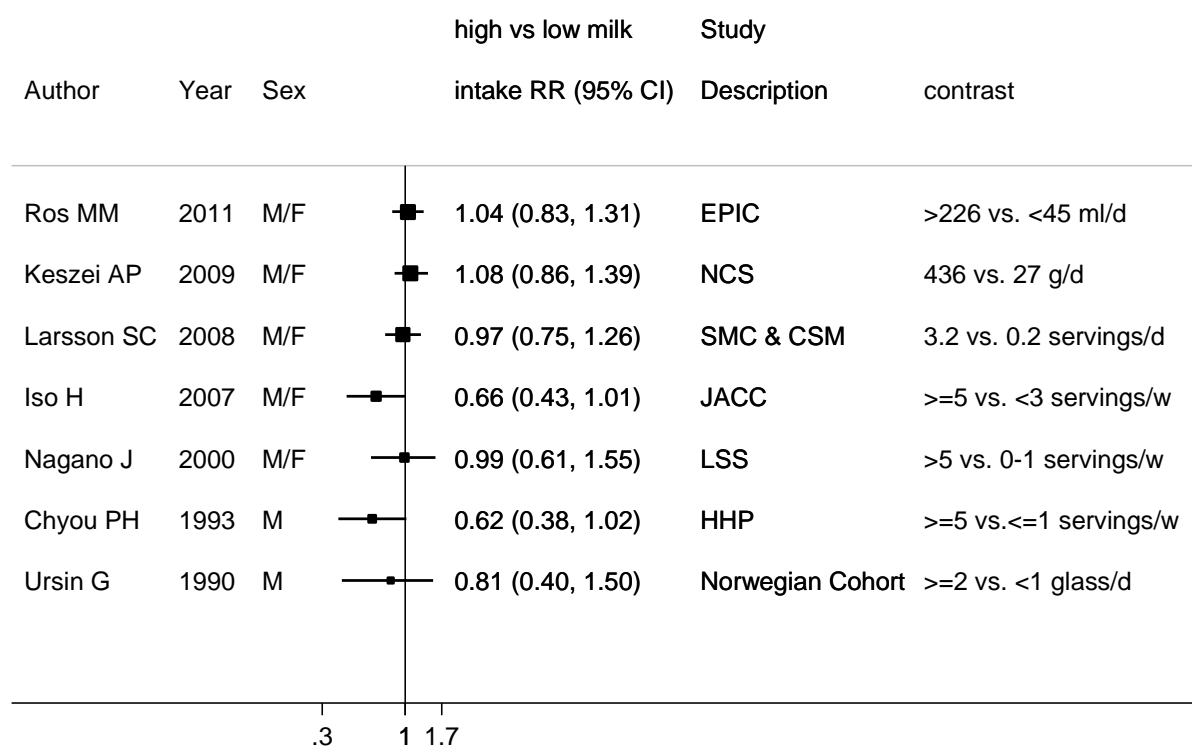 high vs low milk Study
Author Year Sex intake RR (95% CI) Description contrast
Ros MM 2011 M/F 1.04 (0.83, 1.31) EPIC >226 vs. <45 ml/d
Keszei AP 2009 M/F 1.08 (0.86, 1.39) NCS 436 vs. 27 g/d
Larsson SC 2008 M/F 0.97 (0.75, 1.26) SMC & CSM 3.2 vs. 0.2 servings/d
Iso H 2007 M/F 0.66 (0.43, 1.01) JACC >=5 vs. <3 servings/w
Nagano J 2000 M/F 0.99 (0.61, 1.55) LSS >5 vs. 0-1 servings/w
Chyou PH 1993 M 0.62 (0.38, 1.02) HHP >=5 vs.<=1 servings/w
Ursin G 1990 M 0.81 (0.40, 1.50) Norwegian Cohort >=2 vs. <1 glass/d
.3 1 1.7